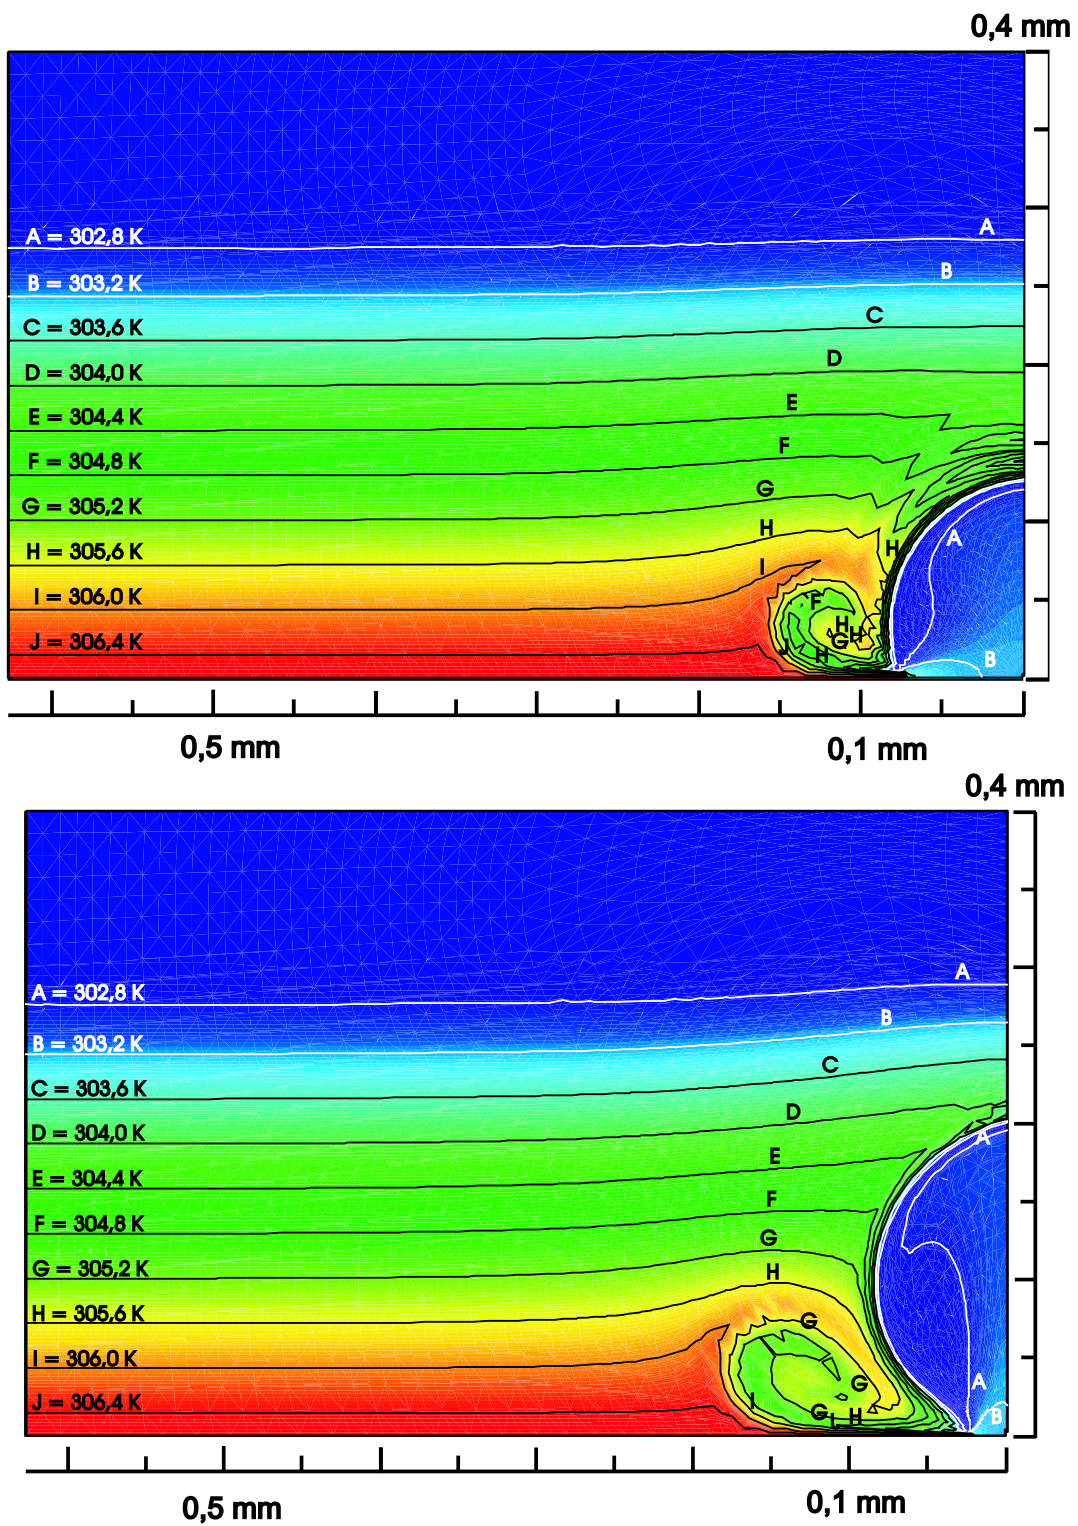 0,4 mm
A
A = 302,8 K
B
B = 303,2 K
C
C = 303,6 K
D
D = 304,0 K
E
E = 304,4 K
F
F = 304,8 K
G
G = 305,2 K
H
A
H = 305,6 K
H
I
I = 306,0 K
F
H
H
G
J = 306,4 K
J
H
B
0,5 mm
0,1 mm
0,4 mm
A
A = 302,8 K
B
B = 303,2 K
C
C = 303,6 K
D
D = 304,0 K
A
E
E = 304,4 K
F
F = 304,8 K
G
G = 305,2 K
H
H = 305,6 K
G
I = 306,0 K
A
G
J = 306,4 K
I
G
I
H
B
0,5 mm
0,1 mm